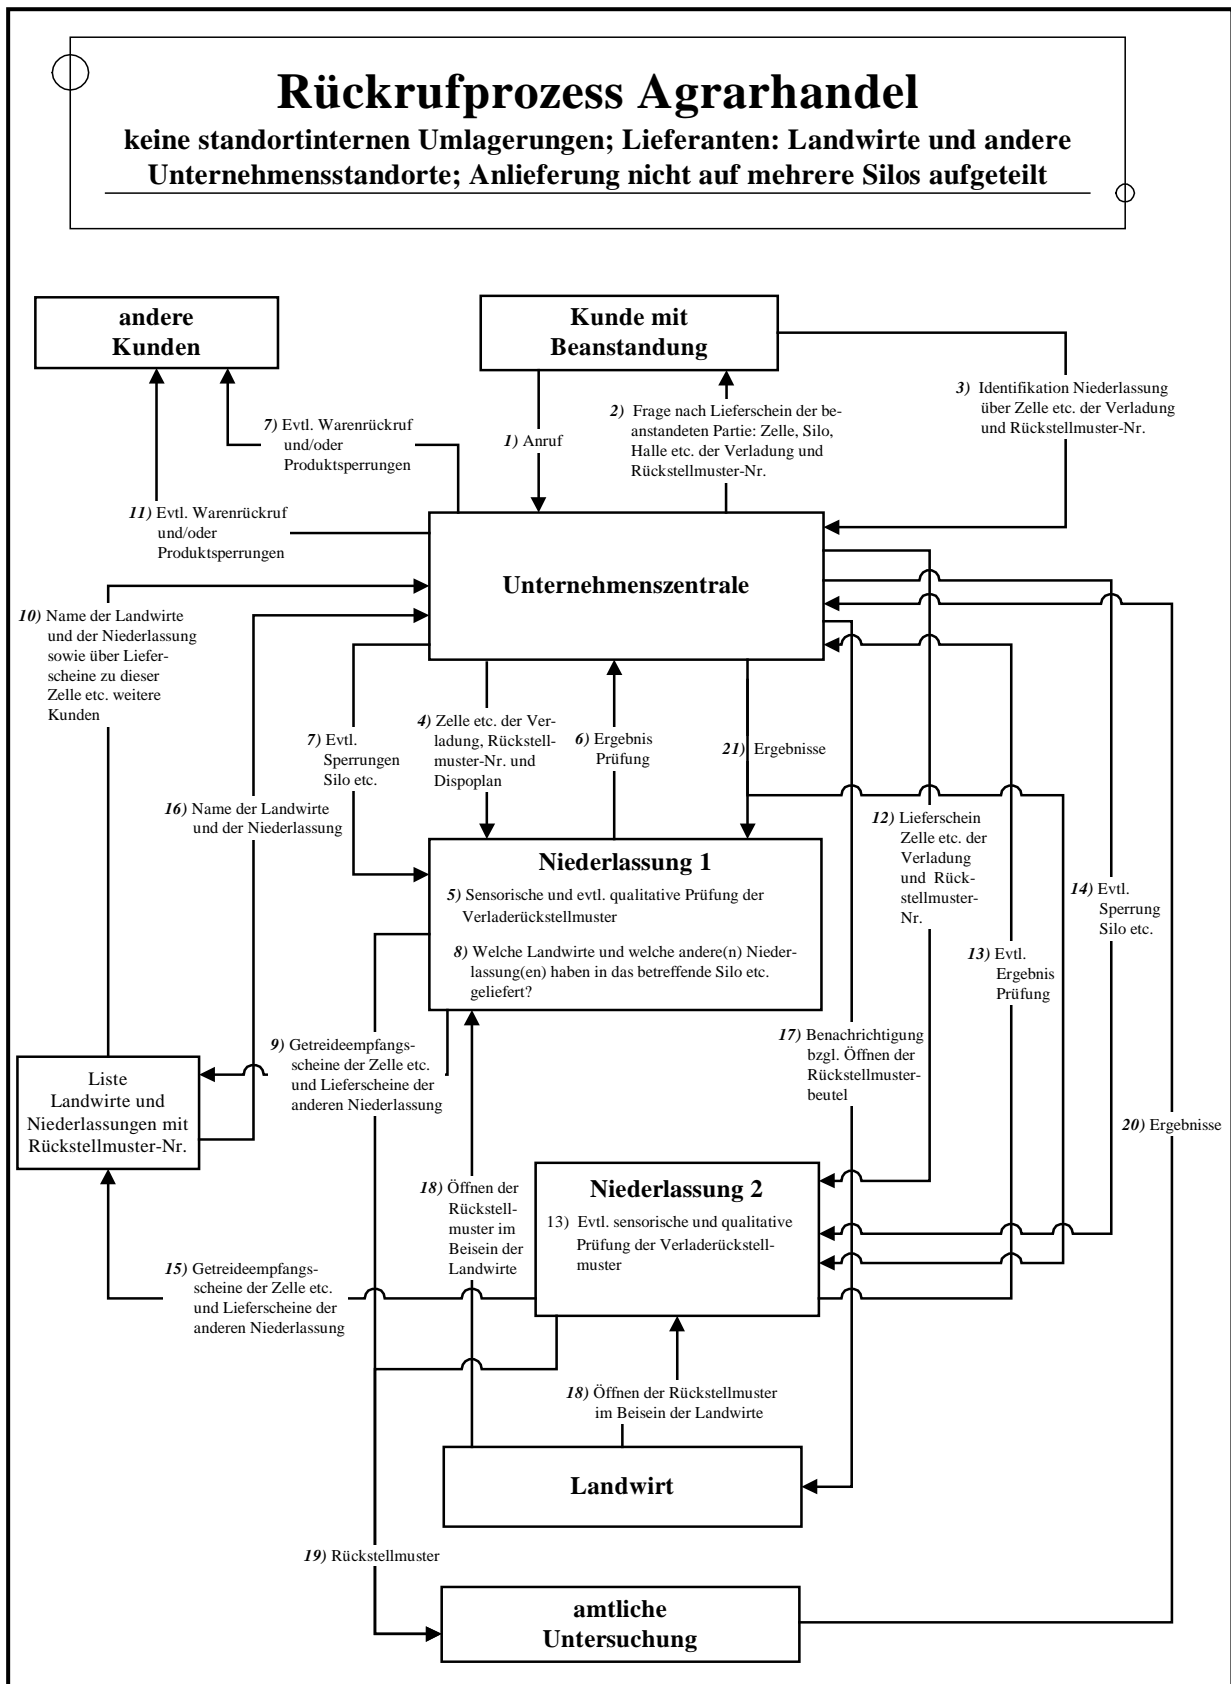 Rückrufprozess Agrarhandel
keine standortinternen Umlagerungen; Lieferanten: Landwirte und andere
Unternehmensstandorte; Anlieferung nicht auf mehrere Silos aufgeteilt
andere
Kunden
Kunde mit
Beanstandung
3) Identifikation Niederlassung
über Zelle etc. der Verladung
und Rückstellmuster-Nr.
7) Evtl. Warenrückruf
und/oder
Produktsperrungen
1) Anruf
2) Frage nach Lieferschein der be-
anstandeten Partie: Zelle, Silo,
Halle etc. der Verladung und
Rückstellmuster-Nr.
11) Evtl. Warenrückruf
und/oder
Produktsperrungen
Unternehmenszentrale
10) Name der Landwirte
und der Niederlassung
sowie über Liefer-
scheine zu dieser
Zelle etc. weitere
Kunden
7) Evtl.
Sperrungen
Silo etc.
4) Zelle etc. der Ver-
ladung, Rückstell-
muster-Nr. und
Dispoplan
6) Ergebnis
Prüfung
21) Ergebnisse
16) Name der Landwirte
und der Niederlassung
12) Lieferschein
Zelle etc. der
Verladung
und Rück-
stellmuster-
Nr.
14) Evtl.
Sperrung
Silo etc.
13) Evtl.
Ergebnis
Prüfung
Niederlassung 1
5) Sensorische und evtl. qualitative Prüfung der
Verladerückstellmuster
8) Welche Landwirte und welche andere(n) Nieder-
lassung(en) haben in das betreffende Silo etc.
geliefert?
9) Getreideempfangs-
scheine der Zelle etc.
und Lieferscheine der
anderen Niederlassung
17) Benachrichtigung
bzgl. Öffnen der
Rückstellmuster-
beutel
Liste
Landwirte und
Niederlassungen mit
Rückstellmuster-Nr.
20) Ergebnisse
18) Öffnen der
Rückstell-
muster im
Beisein der
Landwirte
Niederlassung 2
13) Evtl. sensorische und qualitative
Prüfung der Verladerückstell-
muster
15) Getreideempfangs-
scheine der Zelle etc.
und Lieferscheine der
anderen Niederlassung
18) Öffnen der Rückstellmuster
im Beisein der Landwirte
Landwirt
19) Rückstellmuster
amtliche
Untersuchung